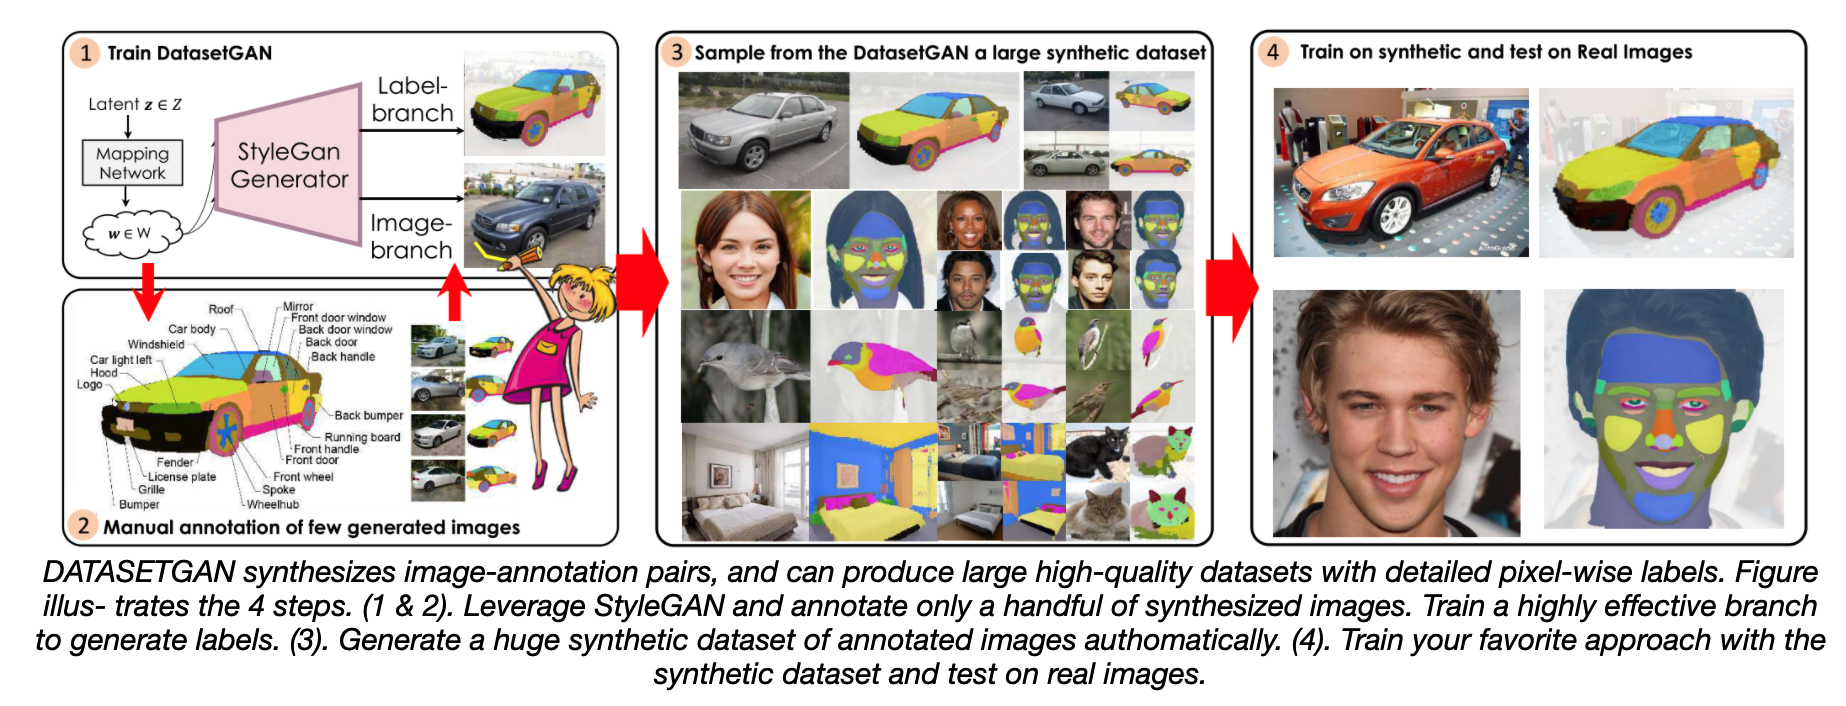 1 Train DatasetGAN
Latent z ∈ Z
Mapping
Network
w ∈ W
StyleGan
Generator
Label-
branch
Image-
branch
Roof
Mirror
Front door window
Car body
Back door window
Windshield
Back door
Car light left
Back handle
Hood
Logo
Back bumper
Running board
Front handle
Fender
Front door
License plate
Front wheel
Grille
Spoke
Bumper
Wheelhub
2 Manual annotation of few generated images
3 Sample from the DatasetGAN a large synthetic dataset
4 Train on synthetic and test on Real Images
AutoGuide
DATASETGAN synthesizes image-annotation pairs, and can produce large high-quality datasets with detailed pixel-wise labels. Figure
illus- trates the 4 steps. (1 & 2). Leverage StyleGAN and annotate only a handful of synthesized images. Train a highly effective branch
to generate labels. (3). Generate a huge synthetic dataset of annotated images authomatically. (4). Train your favorite approach with the
synthetic dataset and test on real images.